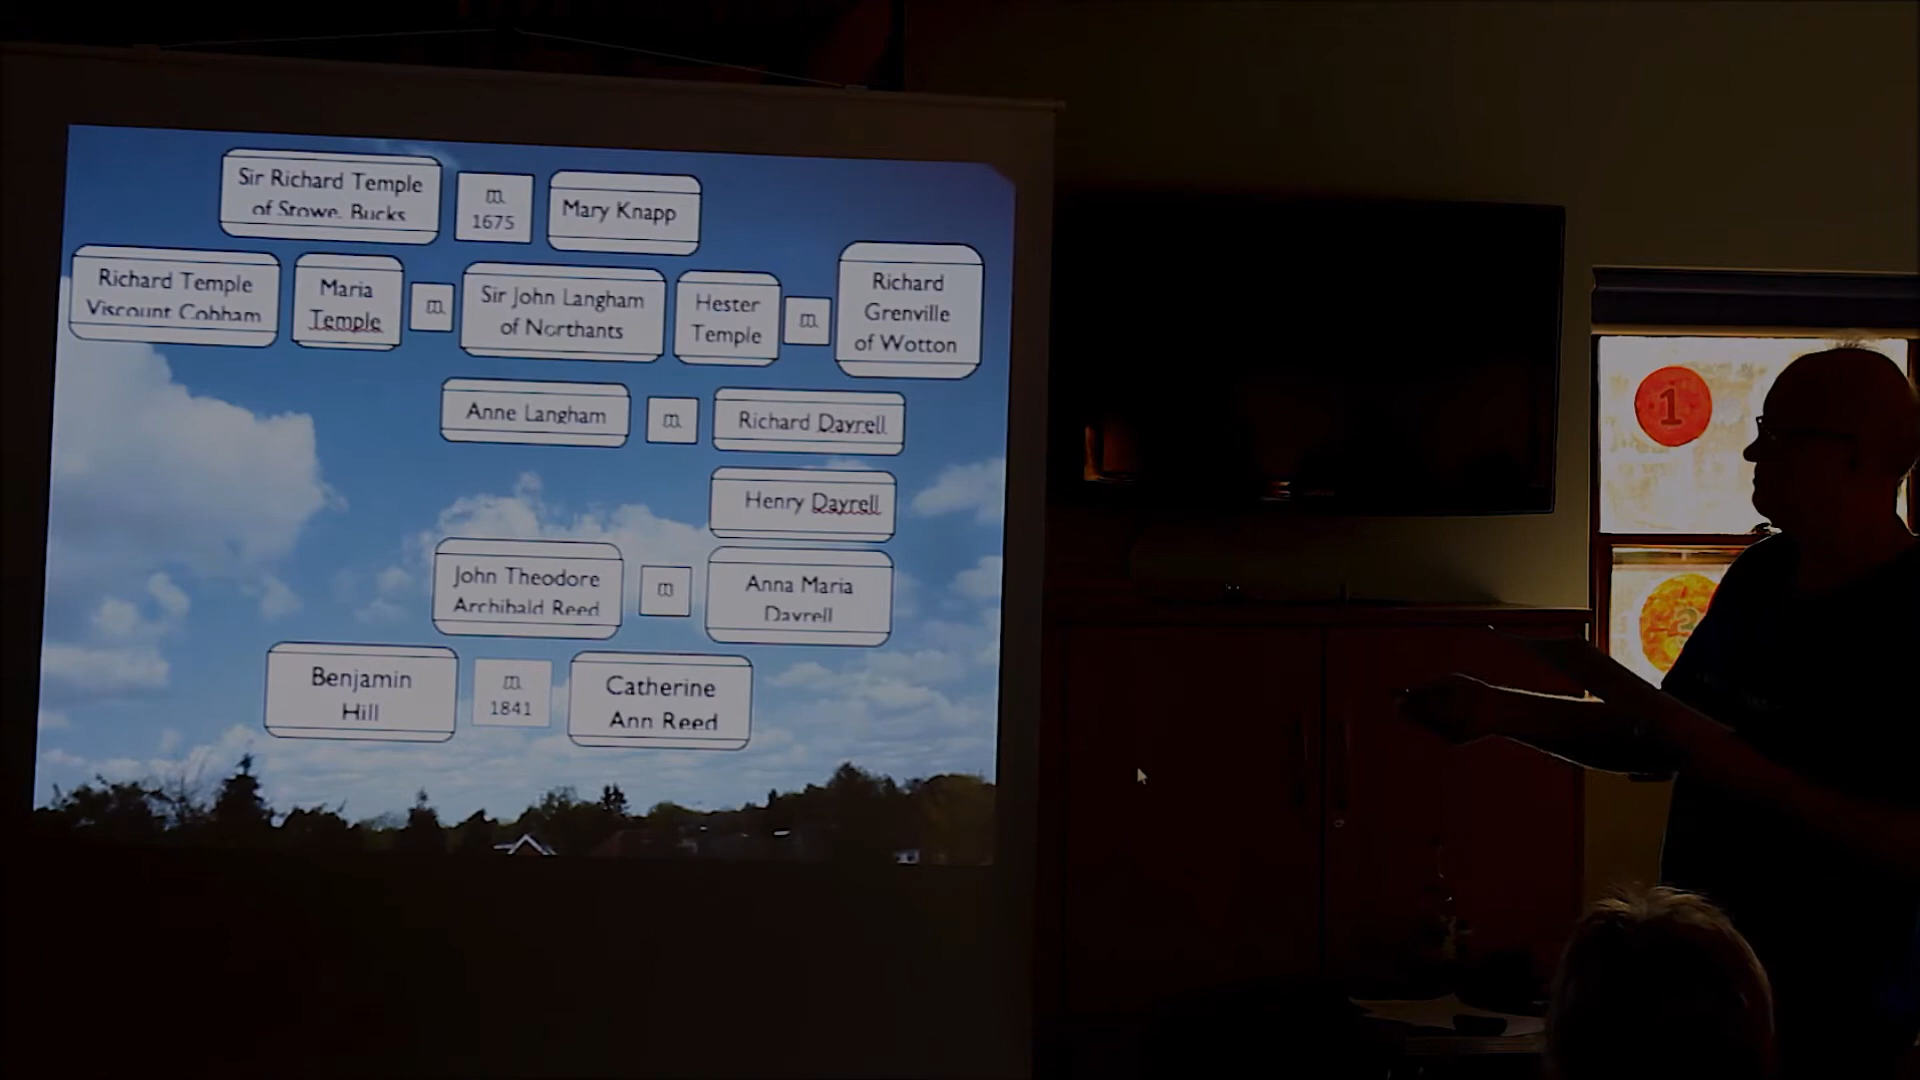 Sir Richard Temple
of Stowe, Bucks
m.
1675
Mary Knapp
Richard Temple
Viscount Cobham
Maria
Temple
m.
Sir John Langham
of Northants
Hester
Temple
m.
Richard
Grenville
of Wotton
Anne Langham
m.
Richard Dayrell
Henry Dayrell
John Theodore
Archibald Reed
m
Anna Maria
Dayrell
Benjamin
Hill
m.
1841
Catherine
Ann Reed
1
2